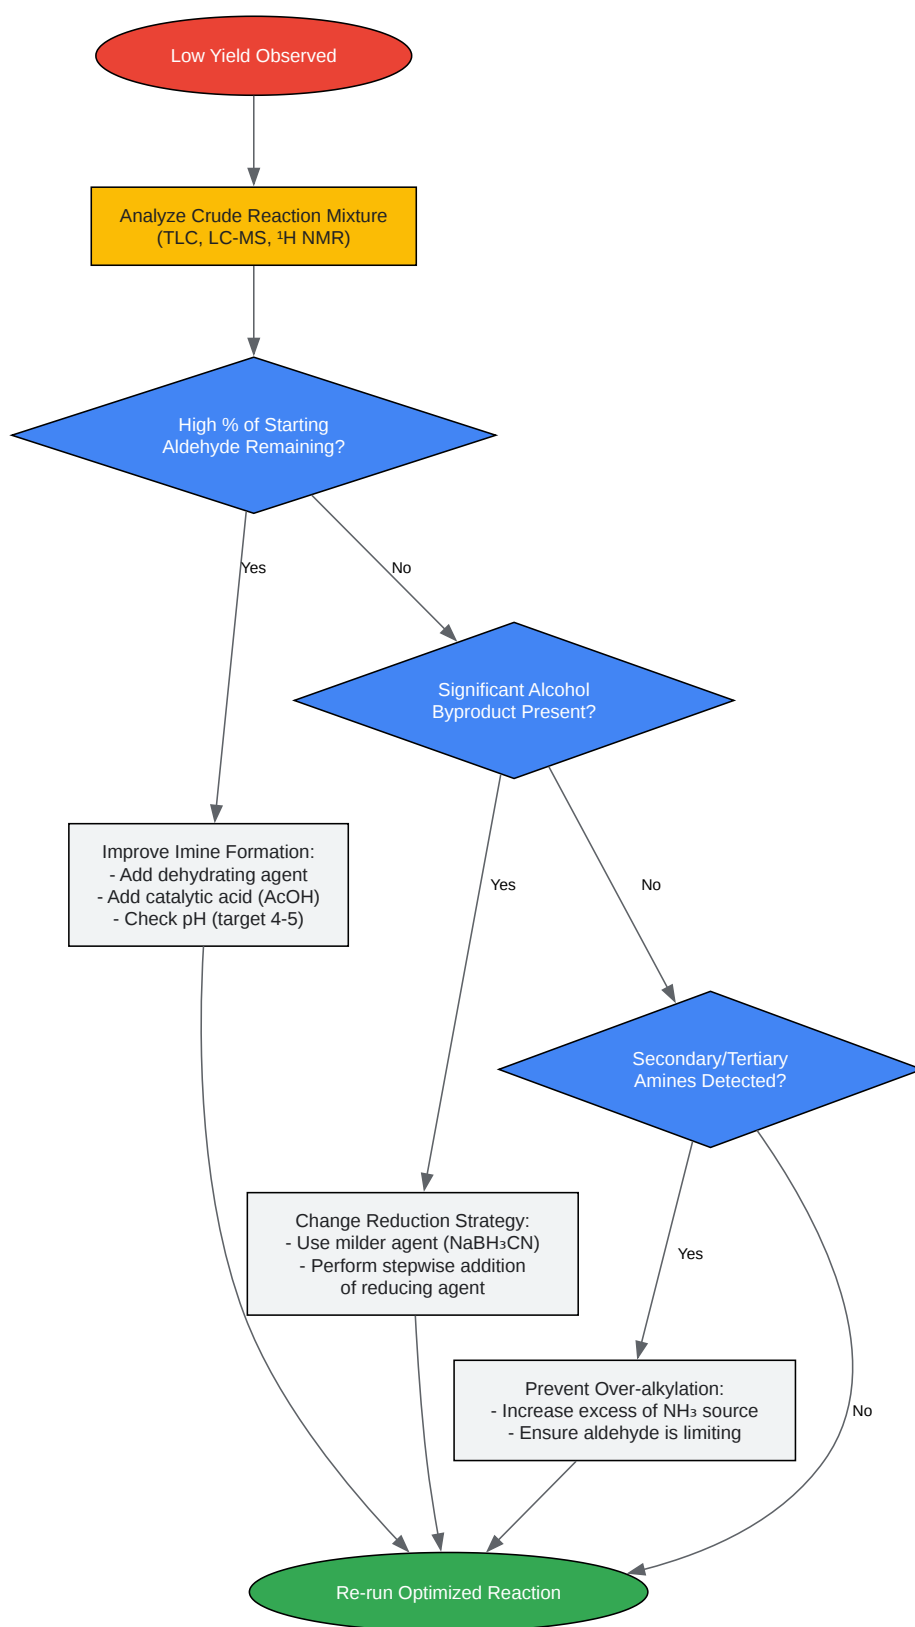 Low Yield Observed
Analyze Crude Reaction Mixture
(TLC, LC-MS, ¹H NMR)
High % of Starting
Aldehyde Remaining?
Yes
No
Significant Alcohol
Byproduct Present?
Improve Imine Formation:
- Add dehydrating agent
- Add catalytic acid (AcOH)
- Check pH (target 4-5)
Yes
No
Secondary/Tertiary
Amines Detected?
Change Reduction Strategy:
- Use milder agent (NaBH₃CN)
- Perform stepwise addition
of reducing agent
Yes
Prevent Over-alkylation:
- Increase excess of NH₃ source
- Ensure aldehyde is limiting
No
Re-run Optimized Reaction